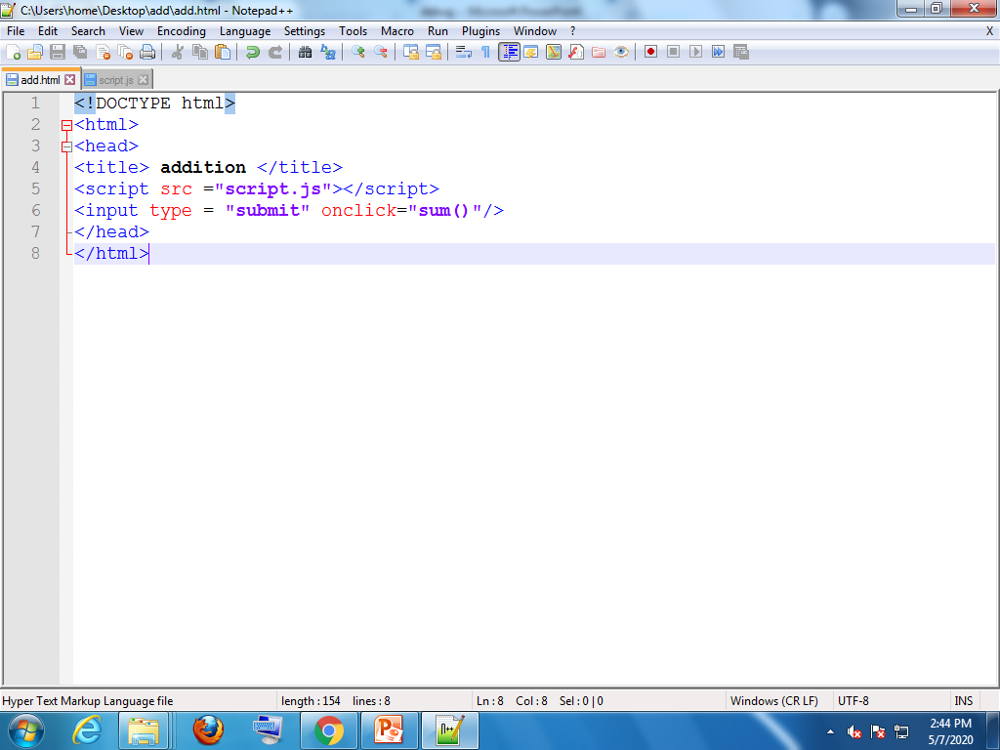 C:\Users\home\Desktop\add\add.html - Notepad++
File Edit Search View Encoding Language Settings Tools Macro Run Plugins Window ? X
add.html script.js
1 <!DOCTYPE html>
2 <html>
3 <head>
4 <title> addition </title>
5 <script src ="script.js"></script>
6 <input type = "submit" onclick="sum()"/>
7 </head>
8 </html>
Hyper Text Markup Language file length : 154 lines : 8 Ln : 8 Col : 8 Sel : 0 | 0 Windows (CR LF) UTF-8 INS
2:44 PM
5/7/2020